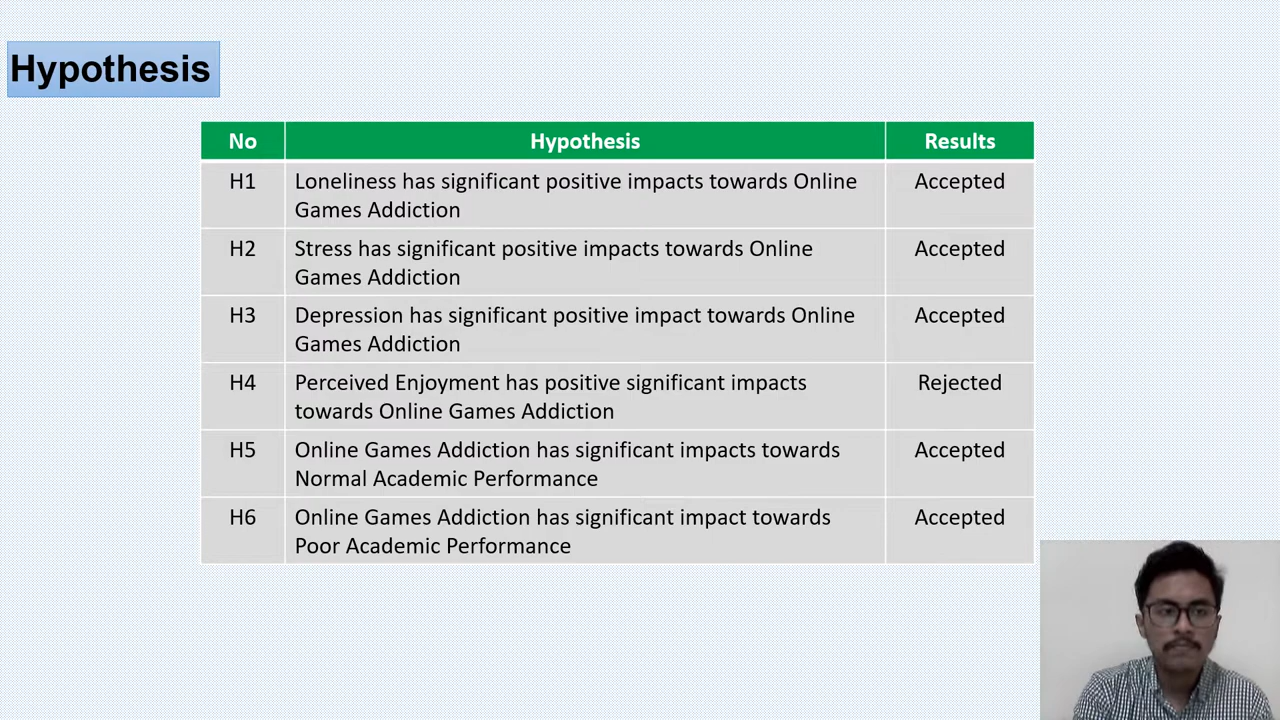 Hypothesis
No Hypothesis Results
H1 Loneliness has significant positive impacts towards Online Accepted
Games Addiction
H2 Stress has significant positive impacts towards Online Accepted
Games Addiction
H3 Depression has significant positive impact towards Online Accepted
Games Addiction
H4 Perceived Enjoyment has positive significant impacts Rejected
towards Online Games Addiction
H5 Online Games Addiction has significant impacts towards Accepted
Normal Academic Performance
H6 Online Games Addiction has significant impact towards Accepted
Poor Academic Performance